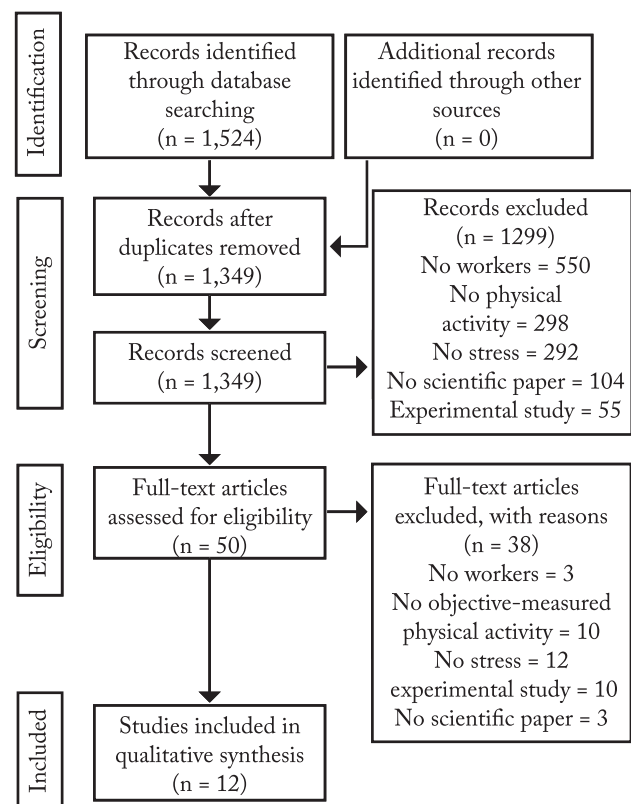 Identification
Records identified
through database
searching
(n = 1,524)
Additional records
identified through other
sources
(n = 0)
Screening
Records after
duplicates removed
(n = 1,349)
Records screened
(n = 1,349)
Records excluded
(n = 1299)
No workers = 550
No physical
activity = 298
No stress = 292
No scientific paper = 104
Experimental study = 55
Eligibility
Full-text articles
assessed for eligibility
(n = 50)
Full-text articles
excluded, with reasons
(n = 38)
No workers = 3
No objective-measured
physical activity = 10
No stress = 12
experimental study = 10
No scientific paper = 3
Included
Studies included in
qualitative synthesis
(n = 12)